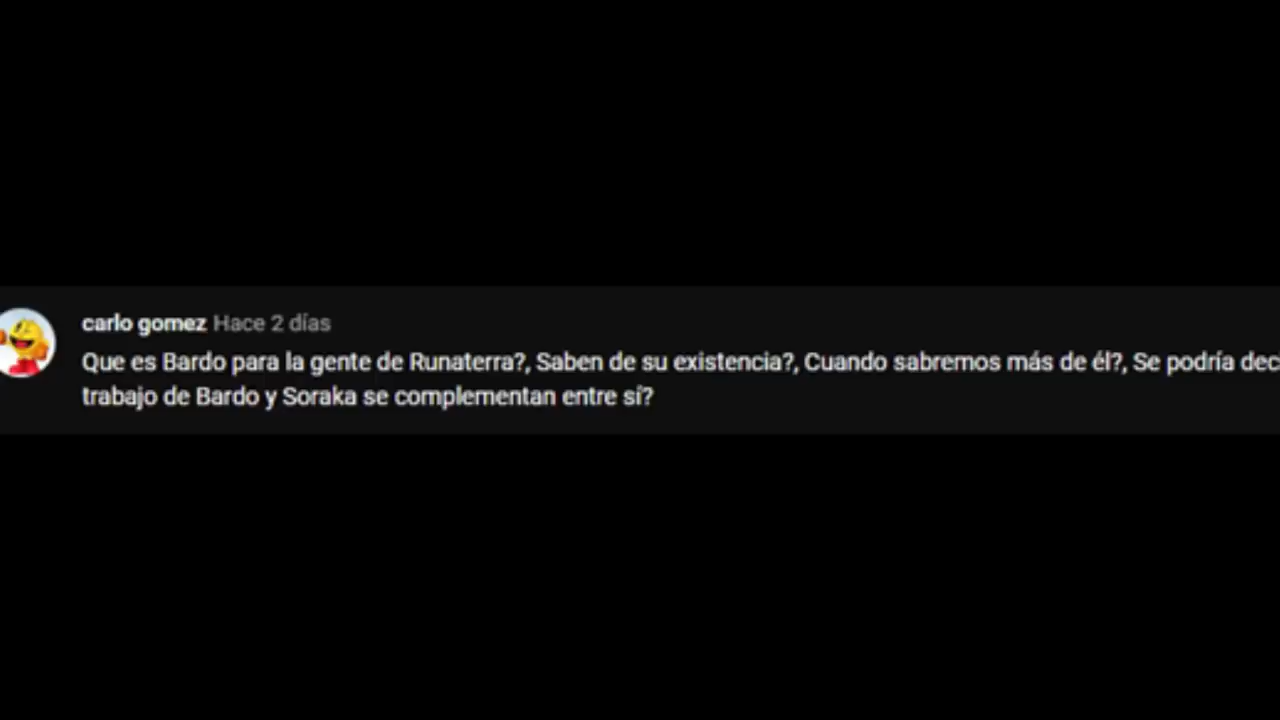 carlo gomez Hace 2 días
Que es Bardo para la gente de Runaterra?, Saben de su existencia?, Cuando sabremos más de él?, Se podría
trabajo de Bardo y Soraka se complementan entre sí?